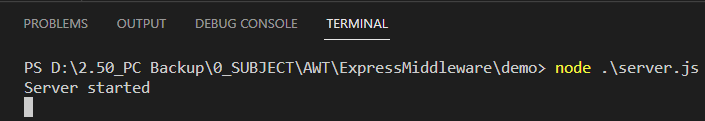 PROBLEMS OUTPUT DEBUG CONSOLE TERMINAL
PS D:\2.50_PC Backup\0_SUBJECT\AWT\ExpressMiddleware\demo> node .\server.js
Server started